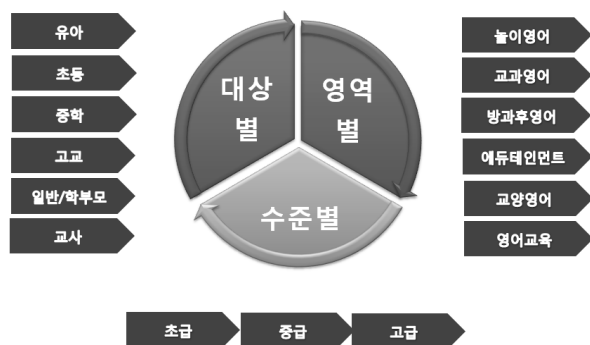 유아
초등
중학
고교
일반/학부모
교사
대상
별
영역
별
수준별
놀이영어
교과영어
방과후영어
에듀테인먼트
교양영어
영어교육
초급
중급
고급